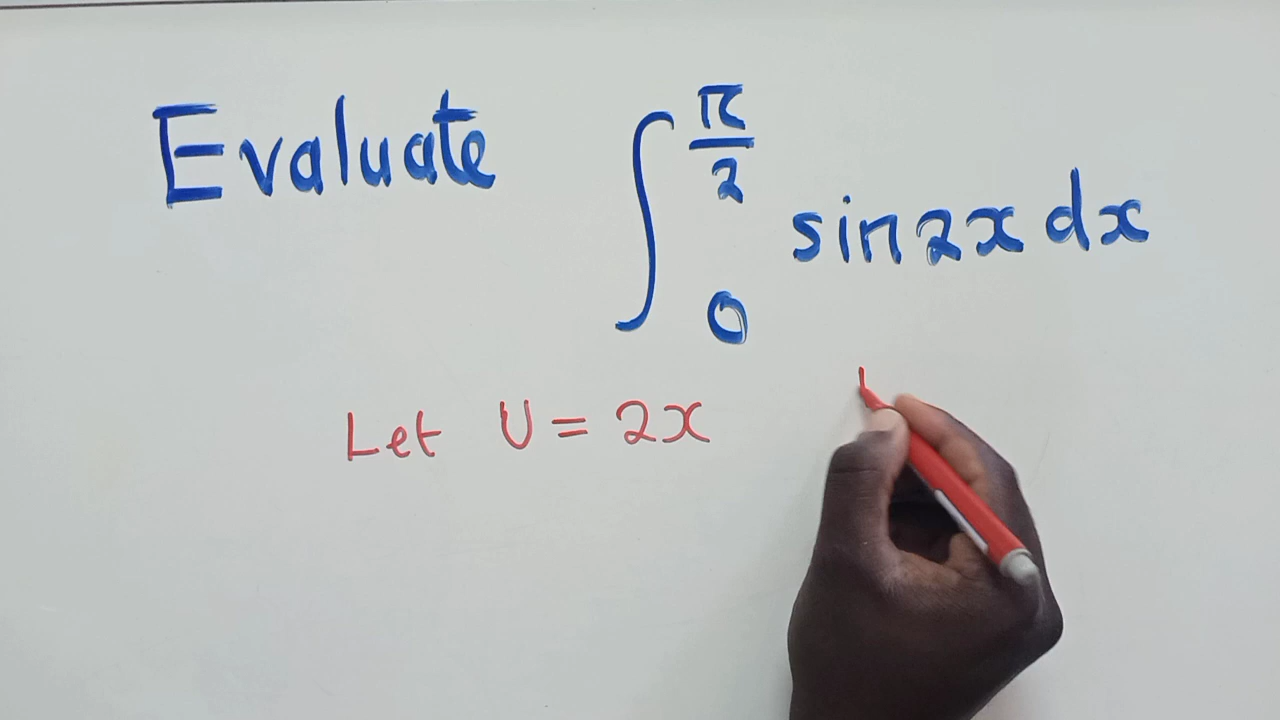 Evaluate ∫₀^{π/2} sin2x dx
Let U = 2x